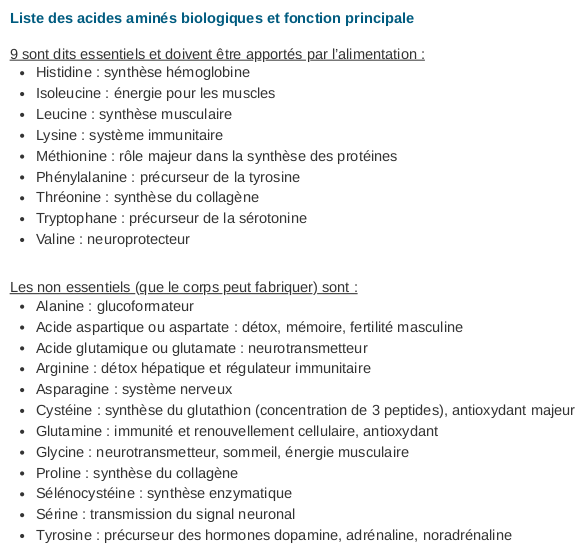 Liste des acides aminés biologiques et fonction principale
9 sont dits essentiels et doivent être apportés par l'alimentation :
• Histidine : synthèse hémoglobine
• Isoleucine : énergie pour les muscles
• Leucine : synthèse musculaire
• Lysine : système immunitaire
• Méthionine : rôle majeur dans la synthèse des protéines
• Phénylalanine : précurseur de la tyrosine
• Thréonine : synthèse du collagène
• Tryptophane : précurseur de la sérotonine
• Valine : neuroprotecteur
Les non essentiels (que le corps peut fabriquer) sont :
• Alanine : glucoformateur
• Acide aspartique ou aspartate : détox, mémoire, fertilité masculine
• Acide glutamique ou glutamate : neurotransmetteur
• Arginine : détox hépatique et régulateur immunitaire
• Asparagine : système nerveux
• Cystéine : synthèse du glutathion (concentration de 3 peptides), antioxydant majeur
• Glutamine : immunité et renouvellement cellulaire, antioxydant
• Glycine : neurotransmetteur, sommeil, énergie musculaire
• Proline : synthèse du collagène
• Sélénocystéine : synthèse enzymatique
• Sérine : transmission du signal neuronal
• Tyrosine : précurseur des hormones dopamine, adrénaline, noradrénaline